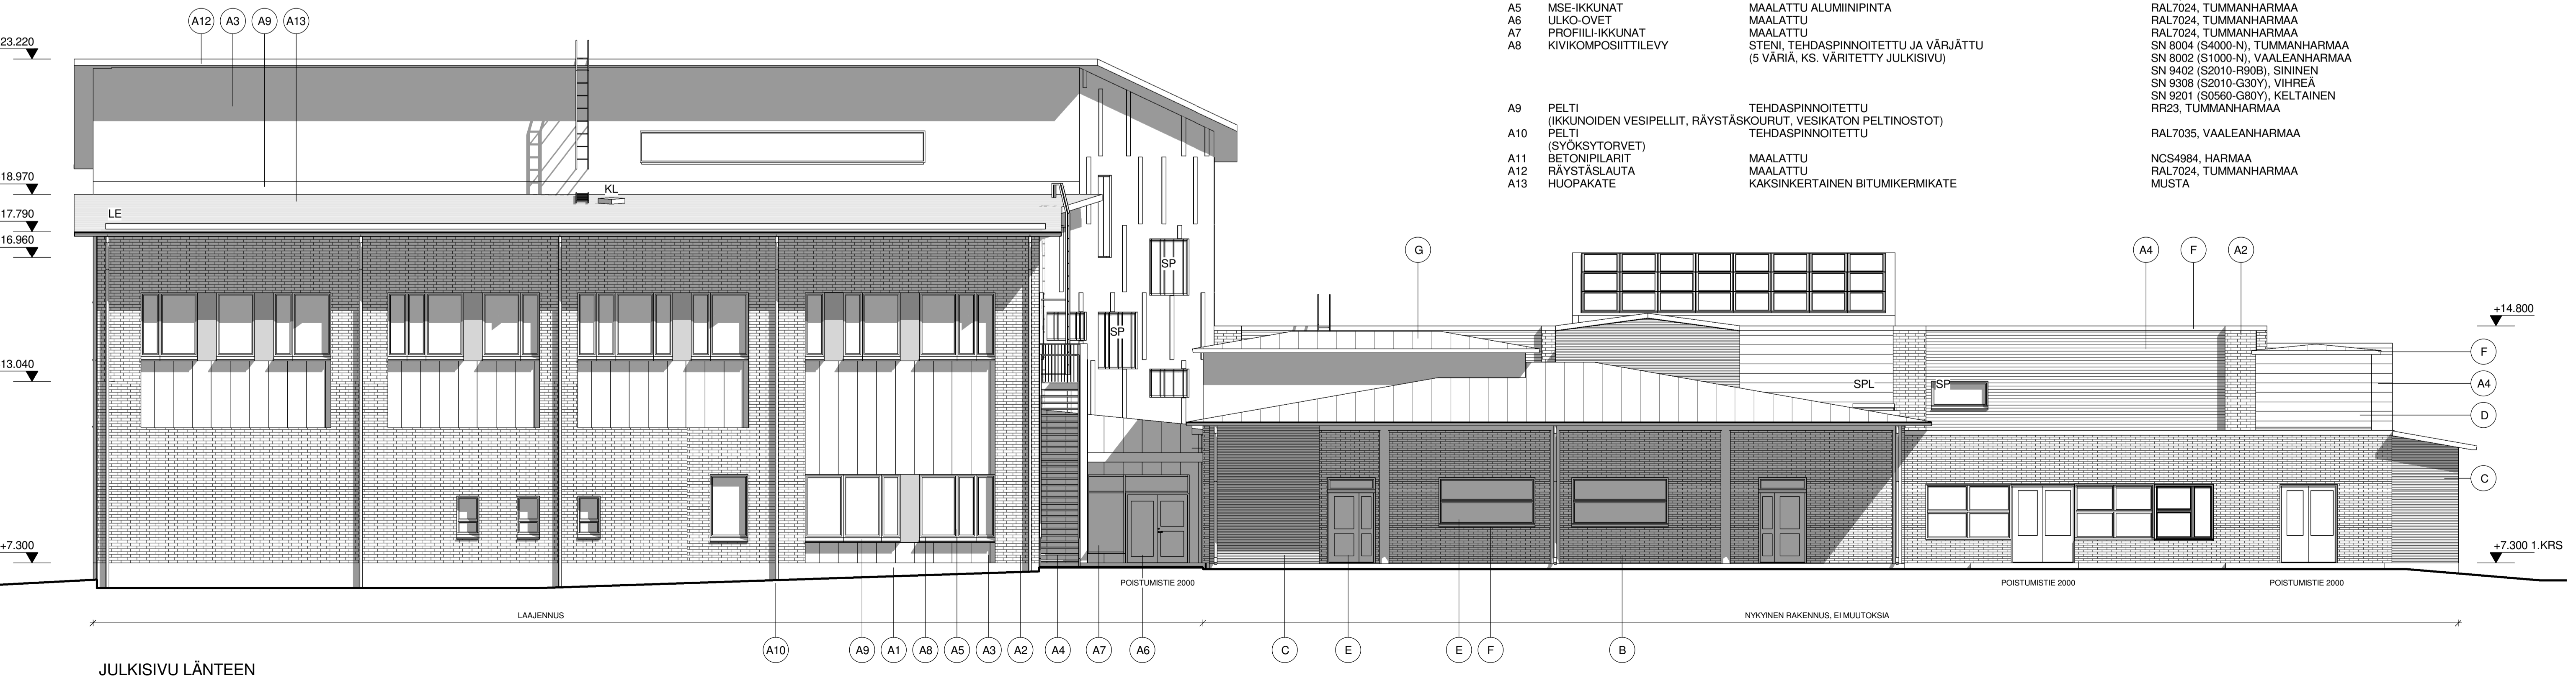 A12 A3 A9 A13
A5 MSE-IKKUNAT MAALATTU ALUMIINIPINTA RAL7024, TUMMANHARMAA
A6 ULKO-OVET MAALATTU RAL7024, TUMMANHARMAA
A7 PROFIILI-IKKUNAT MAALATTU RAL7024, TUMMANHARMAA
A8 KIVIKOMPOSIITTILEVY STENI, TEHDASPINNOITETTU JA VÄRJÄTTU SN 8004 (S4000-N), TUMMANHARMAA
(5 VÄRIÄ, KS. VÄRITETTY JULKISIVU) SN 8002 (S1000-N), VAALEANHARMAA
SN 9402 (S2010-R90B), SININEN
SN 9308 (S2010-G30Y), VIHREÄ
SN 9201 (S0560-G80Y), KELTAINEN
A9 PELTI TEHDASPINNOITETTU RR23, TUMMANHARMAA
(IKKUNOIDEN VESIPELLIT, RÄYSTÄSKOURUT, VESIKATON PELTINOSTOT)
A10 PELTI TEHDASPINNOITETTU RAL7035, VAALEANHARMAA
(SYÖKSYTORVET)
A11 BETONIPILARIT MAALATTU NCS4984, HARMAA
A12 RÄYSTÄSLAUTA MAALATTU RAL7024, TUMMANHARMAA
A13 HUOPAKATE KAKSINKERTAINEN BITUMIKERMIKATE MUSTA
23.220
18.970
17.790
16.960
13.040
+7.300
KL
LE
SP
SP
G
A4 F A2
+14.800
F
A4
SPL SP
D
C
+7.300 1.KRS
POISTUMISTIE 2000 POISTUMISTIE 2000 POISTUMISTIE 2000
LAAJENNUS NYKYINEN RAKENNUS, EI MUUTOKSIA
A10 A9 A1 A8 A5 A3 A2 A4 A7 A6 C E E F B
JULKISIVU LÄNTEEN